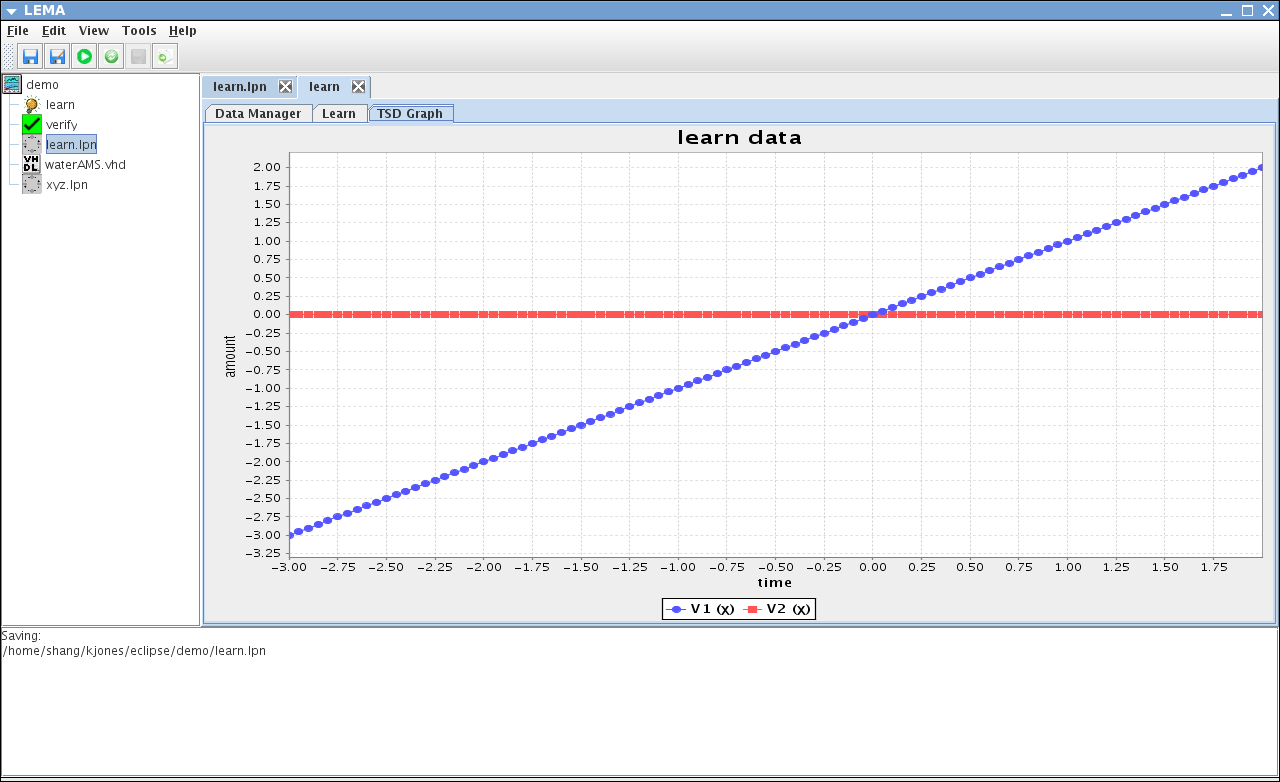 LEMA
File Edit View Tools Help
demo
learn
verify
learn.lpn
VHDL waterAMS.vhd
xyz.lpn
learn.lpn learn
Data Manager Learn TSD Graph
learn data
2.00
1.75
1.50
1.25
1.00
0.75
0.50
0.25
0.00
−0.25
−0.50
−0.75
−1.00
−1.25
−1.50
−1.75
−2.00
−2.25
−2.50
−2.75
−3.00
−3.25
amount
−3.00 −2.75 −2.50 −2.25 −2.00 −1.75 −1.50 −1.25 −1.00 −0.75 −0.50 −0.25 0.00 0.25 0.50 0.75 1.00 1.25 1.50 1.75
time
V1 (x) V2 (x)
Saving:
/home/shang/kjones/eclipse/demo/learn.lpn